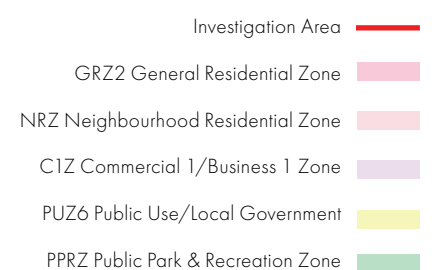 Investigation Area
GRZ2 General Residential Zone
NRZ Neighbourhood Residential Zone
C1Z Commercial 1/Business 1 Zone
PUZ6 Public Use/Local Government
PPRZ Public Park & Recreation Zone